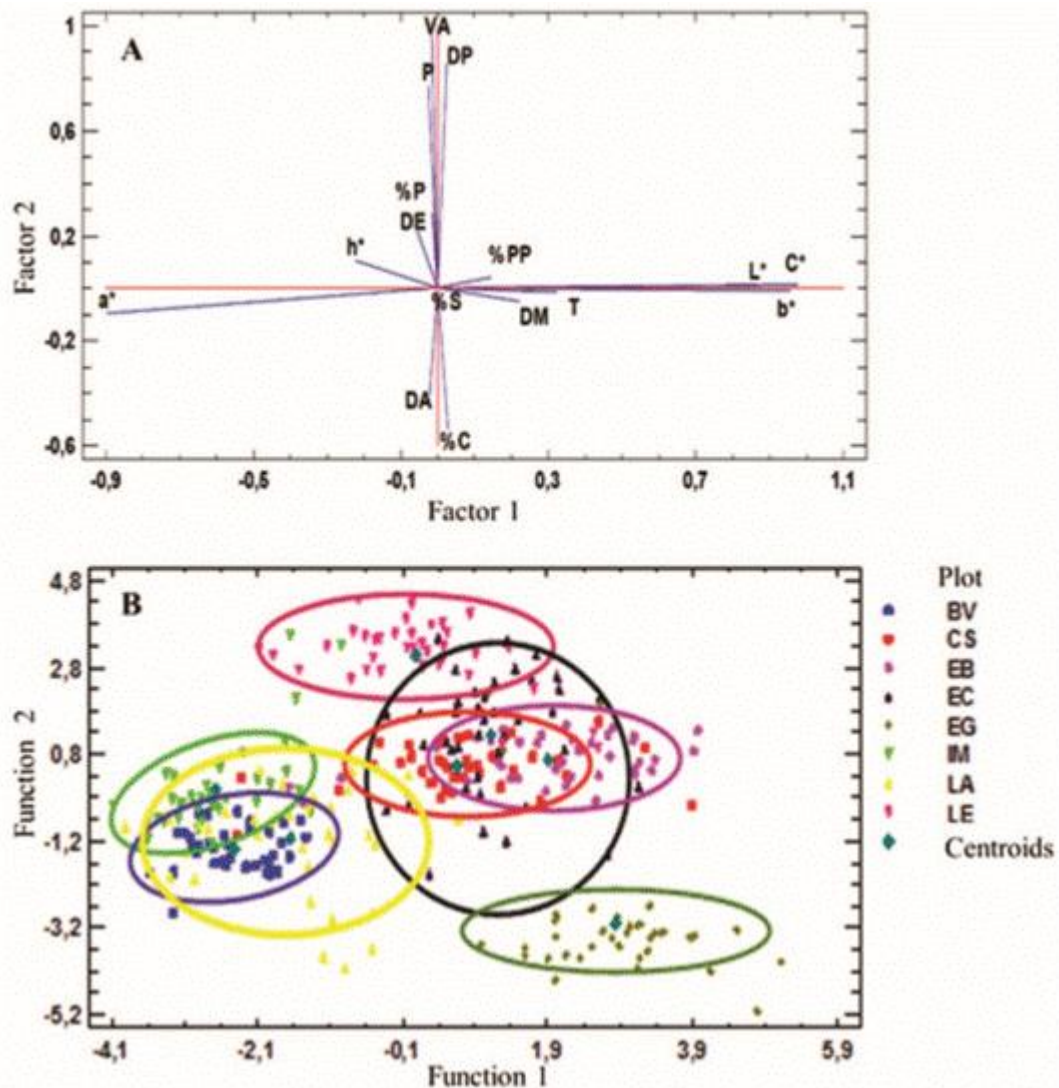 A
1
0,6
0,2
-0,2
-0,6
Factor 2
VA
DP
P
%P
DE
h*
%PP
L*
C*
a*
%S
DM
T
b*
DA
%C
-0,9
-0,5
-0,1
0,3
0,7
1,1
Factor 1
B
4,8
2,8
0,8
-1,2
-3,2
-5,2
Function 2
-4,1
-2,1
-0,1
1,9
3,9
5,9
Function 1
Plot
BV
CS
EB
EC
EG
IM
LA
LE
Centroids